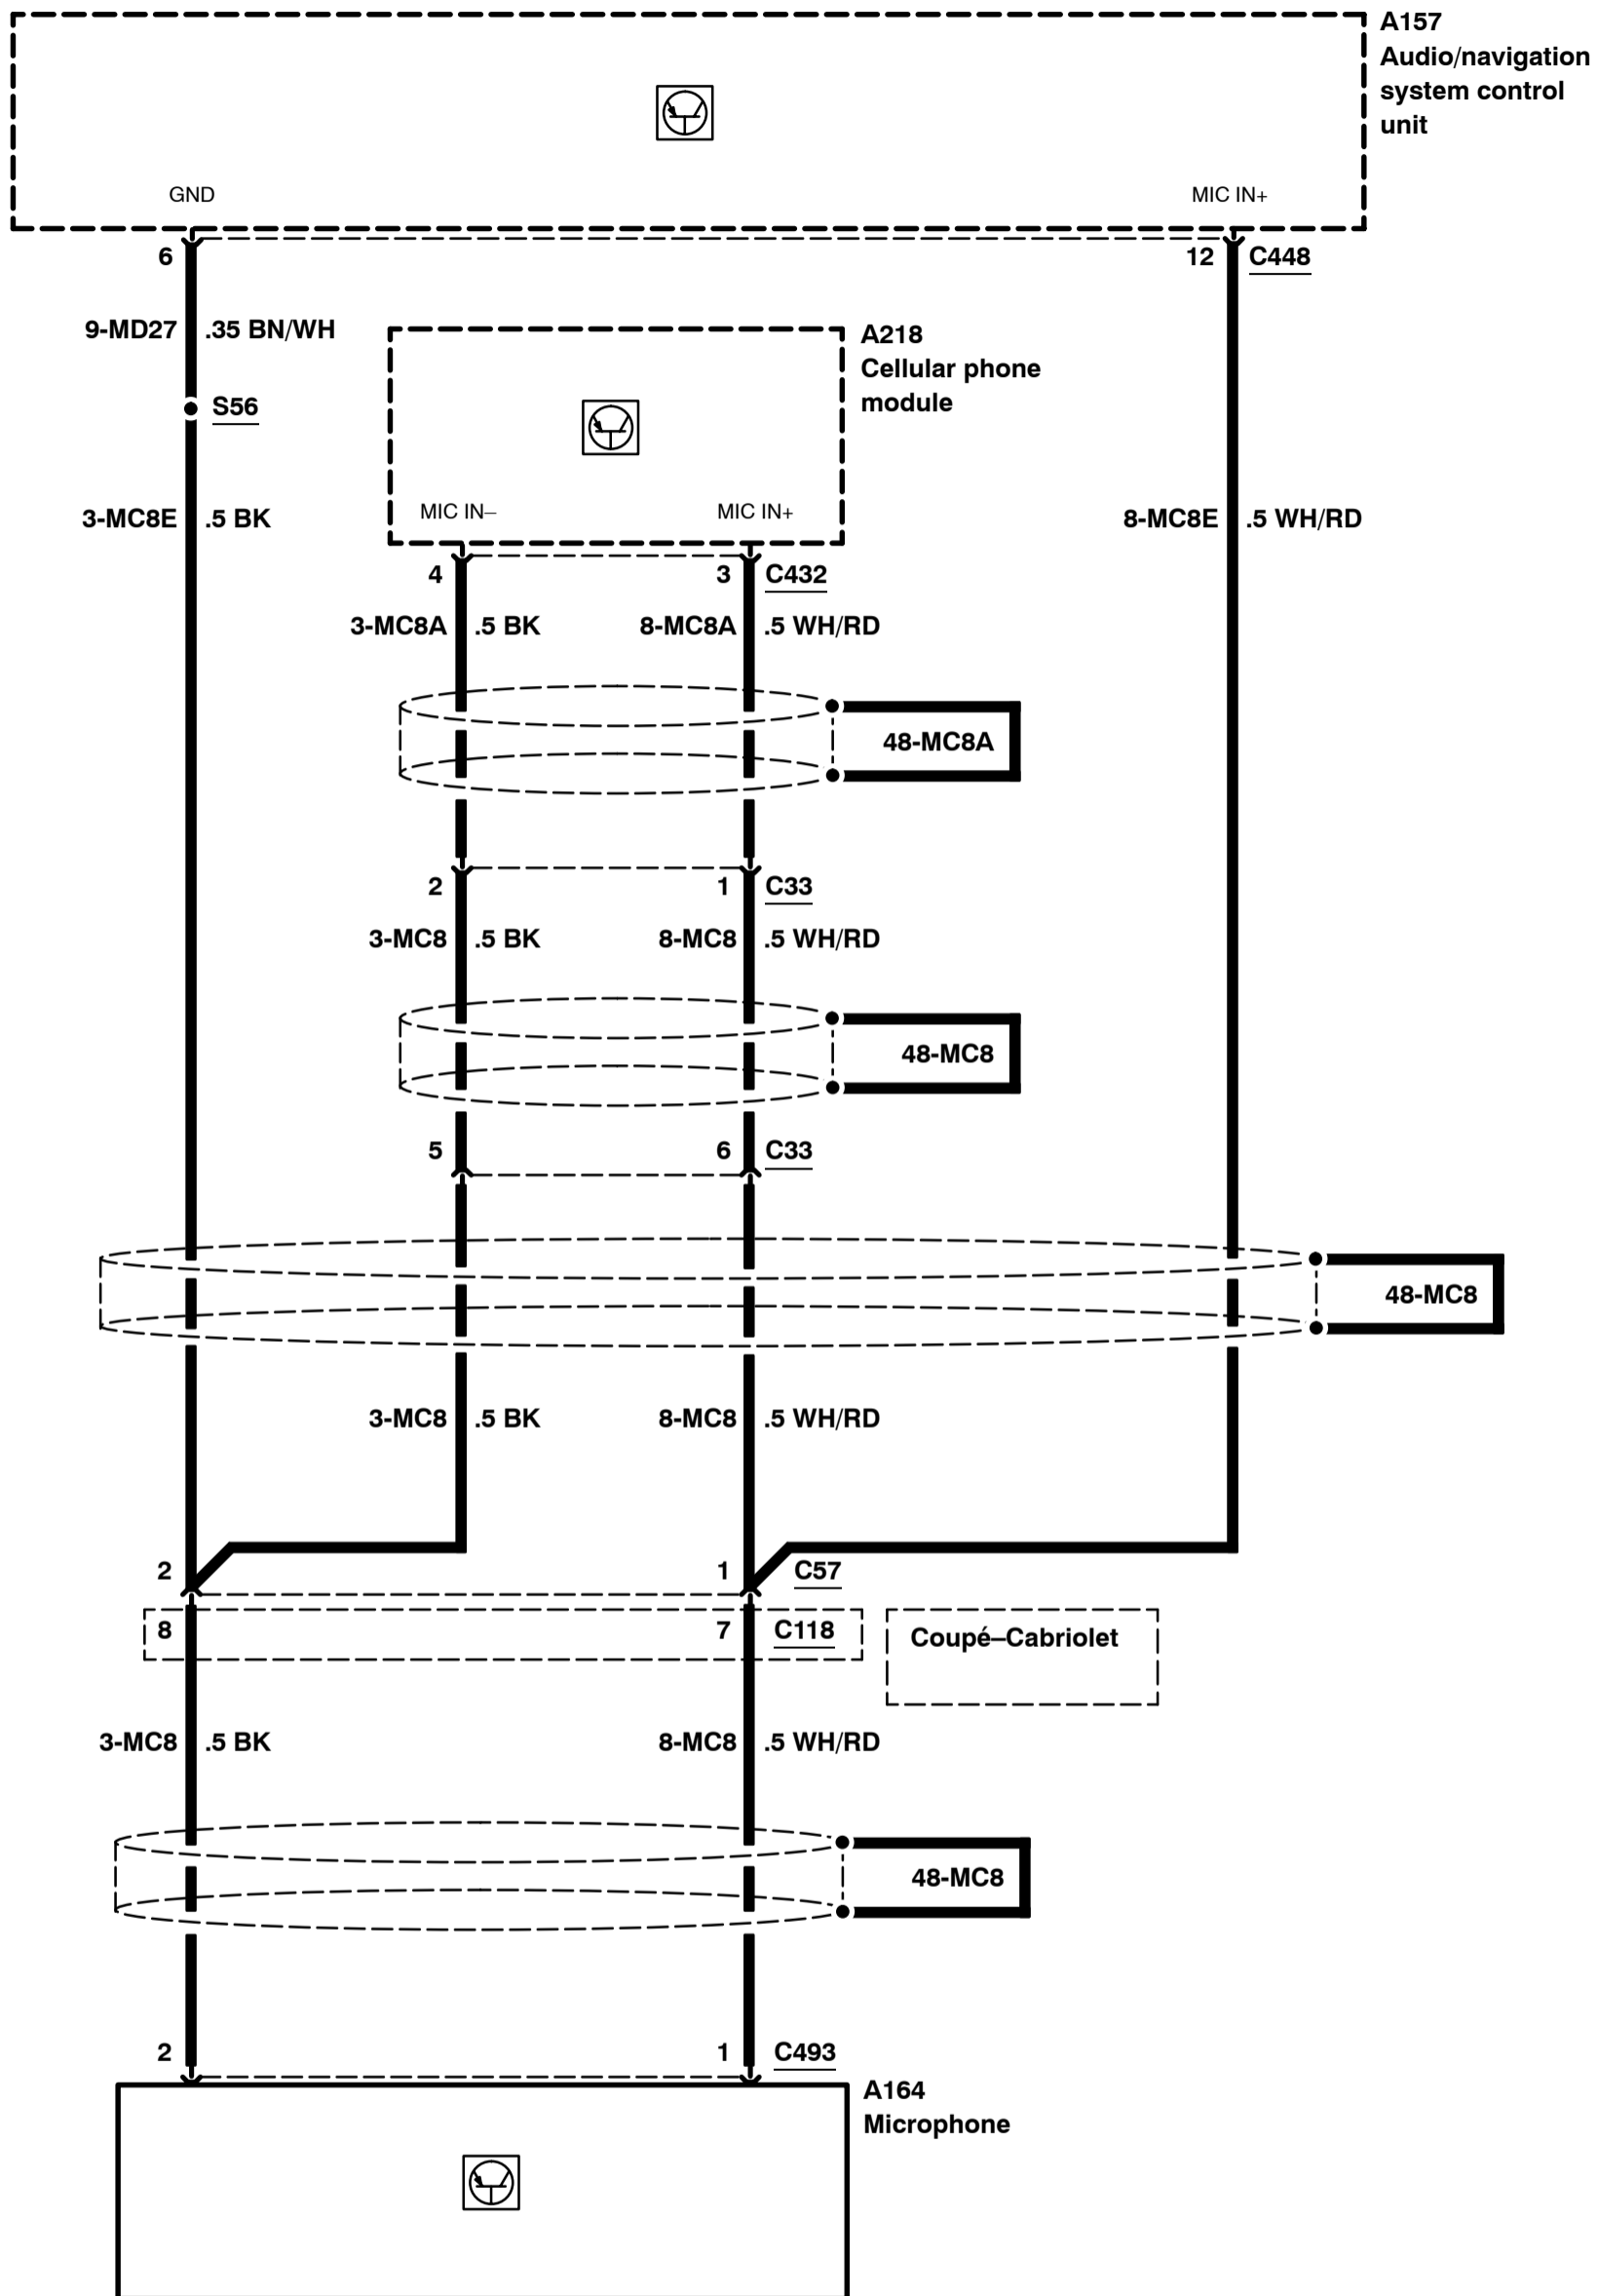 A157
Audio/navigation
system control
unit
GND
MIC IN+
6
12
C448
9-MD27
.35 BN/WH
S56
A218
Cellular phone
module
3-MC8E
.5 BK
MIC IN–
MIC IN+
8-MC8E
.5 WH/RD
4
3
C432
3-MC8A
.5 BK
8-MC8A
.5 WH/RD
48-MC8A
2
1
C33
3-MC8
.5 BK
8-MC8
.5 WH/RD
48-MC8
5
6
C33
48-MC8
3-MC8
.5 BK
8-MC8
.5 WH/RD
2
1
C57
8
7
C118
Coupé–Cabriolet
3-MC8
.5 BK
8-MC8
.5 WH/RD
48-MC8
2
1
C493
A164
Microphone